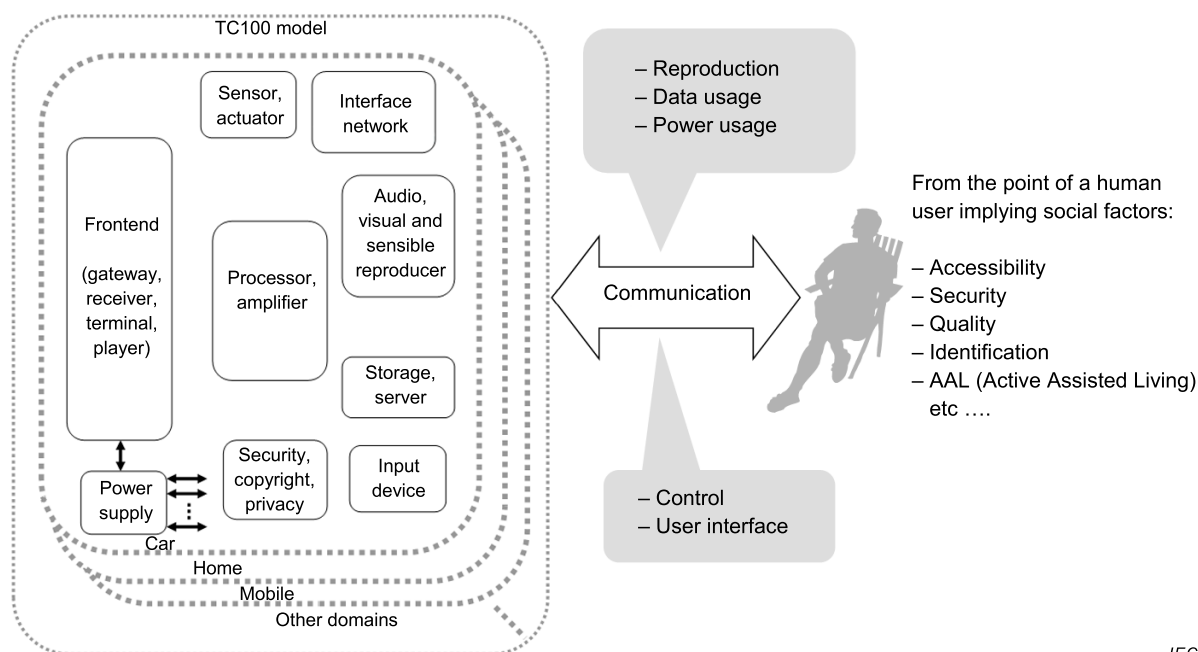 TC100 model
Sensor,
actuator
Interface
network
Frontend
(gateway,
receiver,
terminal,
player)
Audio,
visual and
sensible
reproducer
Processor,
amplifier
Storage,
server
Security,
copyright,
privacy
Input
device
Power
supply
Car
Home
Mobile
Other domains
– Reproduction
– Data usage
– Power usage
Communication
– Control
– User interface
From the point of a human
user implying social factors:
– Accessibility
– Security
– Quality
– Identification
– AAL (Active Assisted Living)
etc ….